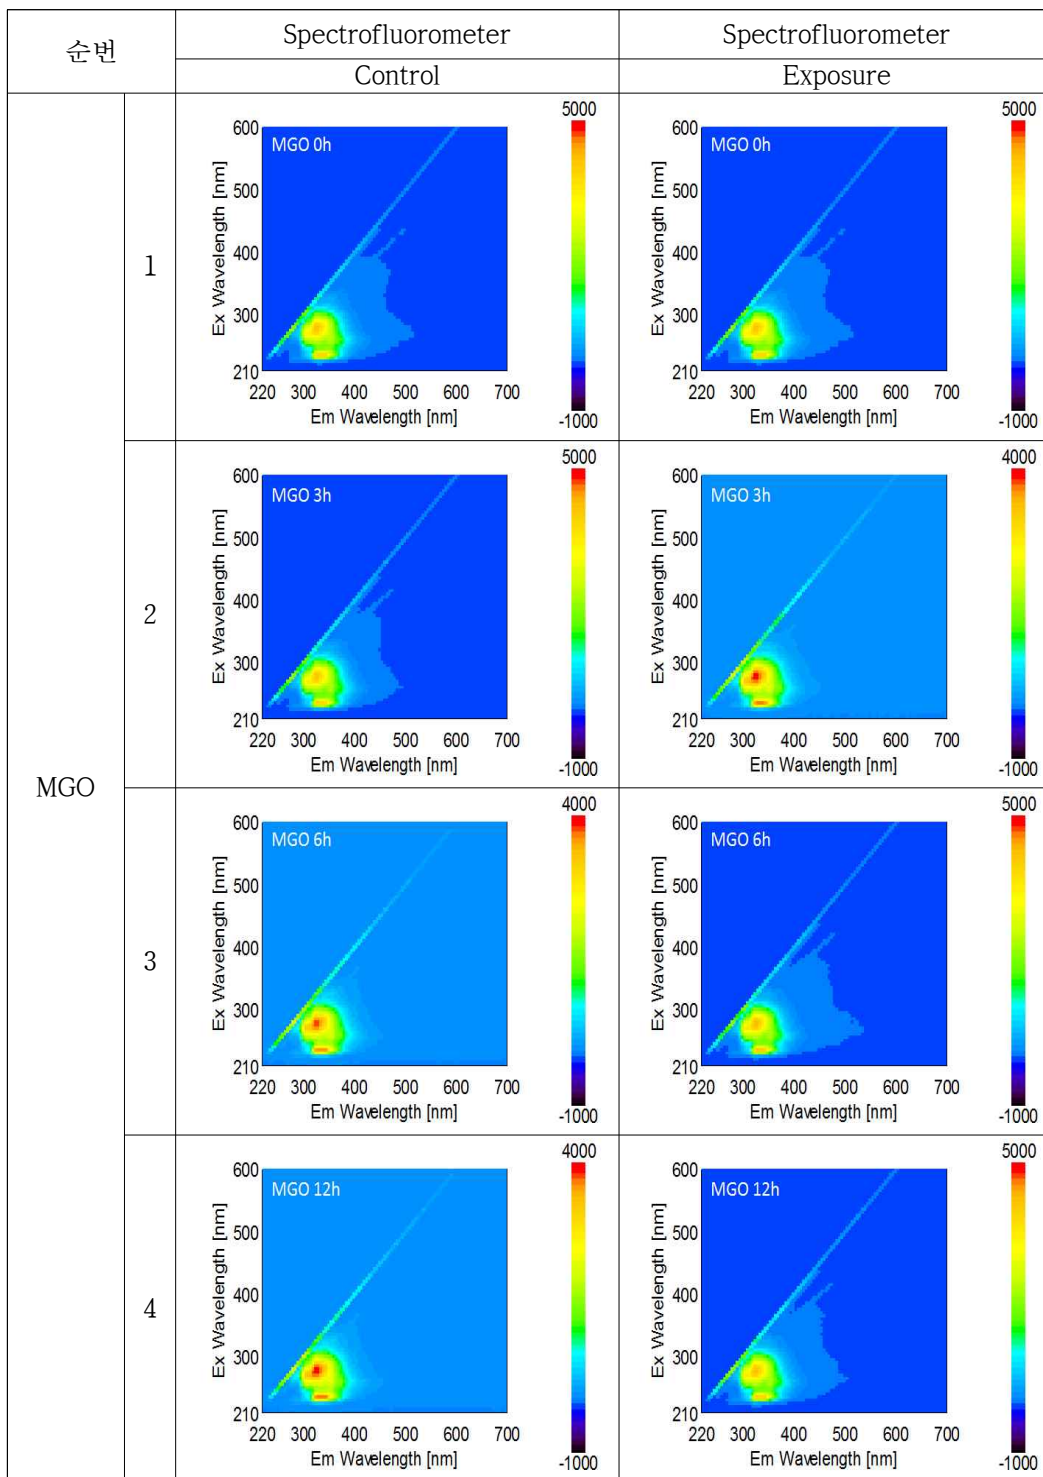 순번
Spectrofluorometer
Spectrofluorometer
Control
Exposure
MGO
1
MGO 0h
Ex Wavelength [nm]
600
500
400
300
210
220 300 400 500 600 700
Em Wavelength [nm]
5000
-1000
MGO 0h
Ex Wavelength [nm]
600
500
400
300
210
220 300 400 500 600 700
Em Wavelength [nm]
5000
-1000
2
MGO 3h
Ex Wavelength [nm]
600
500
400
300
210
220 300 400 500 600 700
Em Wavelength [nm]
5000
-1000
MGO 3h
Ex Wavelength [nm]
600
500
400
300
210
220 300 400 500 600 700
Em Wavelength [nm]
4000
-1000
3
MGO 6h
Ex Wavelength [nm]
600
500
400
300
210
220 300 400 500 600 700
Em Wavelength [nm]
4000
-1000
MGO 6h
Ex Wavelength [nm]
600
500
400
300
210
220 300 400 500 600 700
Em Wavelength [nm]
5000
-1000
4
MGO 12h
Ex Wavelength [nm]
600
500
400
300
210
220 300 400 500 600 700
Em Wavelength [nm]
4000
-1000
MGO 12h
Ex Wavelength [nm]
600
500
400
300
210
220 300 400 500 600 700
Em Wavelength [nm]
5000
-1000